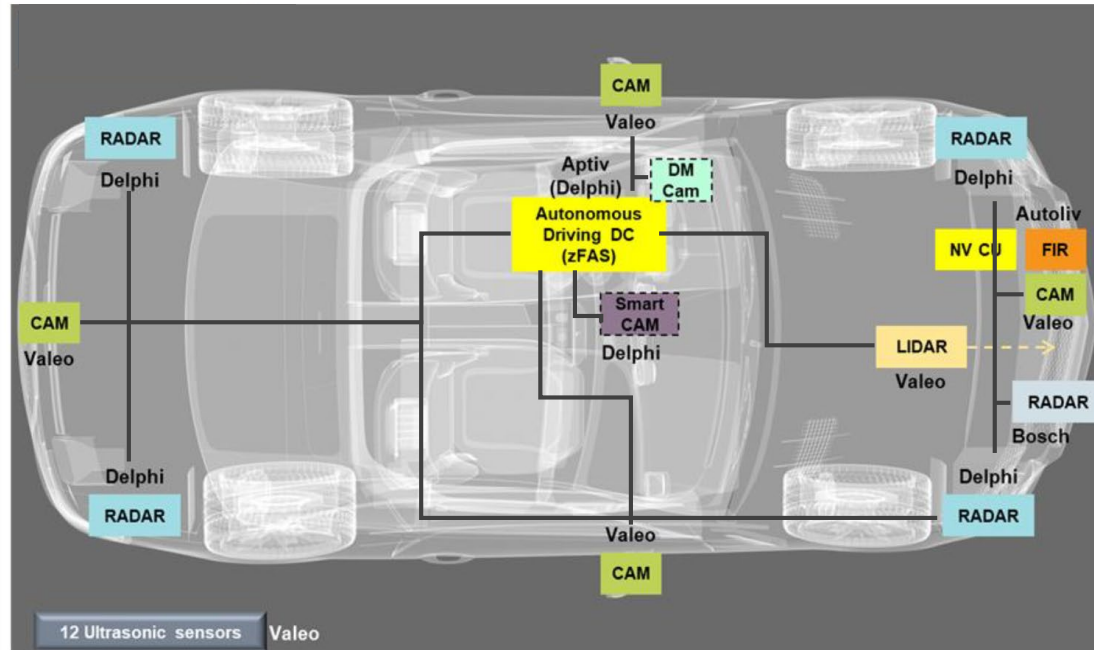 CAM
Valeo
RADAR
Delphi
RADAR
Delphi
Aptiv
(Delphi)
DM
Cam
Autonomous
Driving DC
(zFAS)
Autoliv
NV CU
FIR
CAM
Valeo
Smart
CAM
Delphi
CAM
Valeo
LIDAR
Valeo
RADAR
Bosch
Delphi
RADAR
Delphi
RADAR
Valeo
CAM
12 Ultrasonic sensors
Valeo